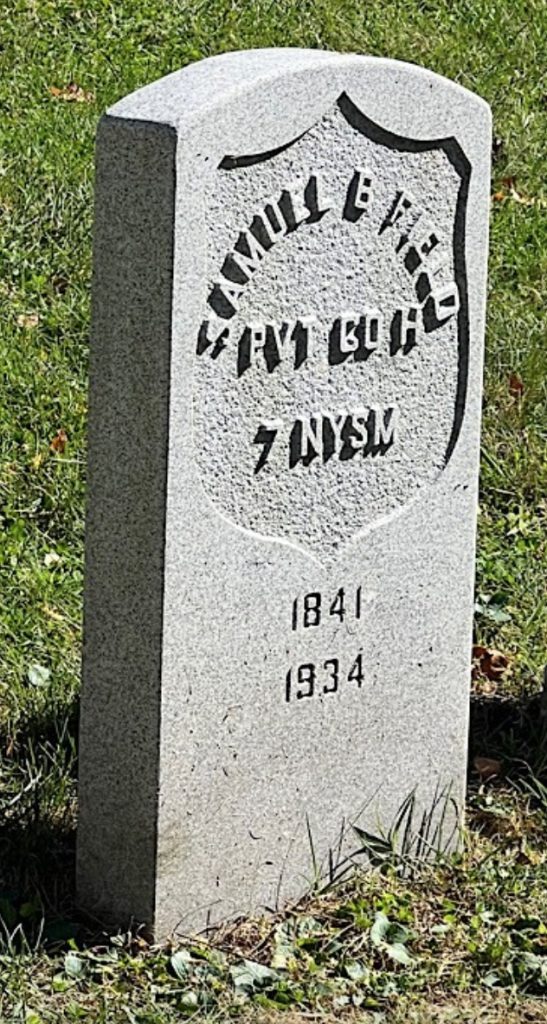 SAMUEL B FIELD
PVT CO H
7 NYSM
1841
1934